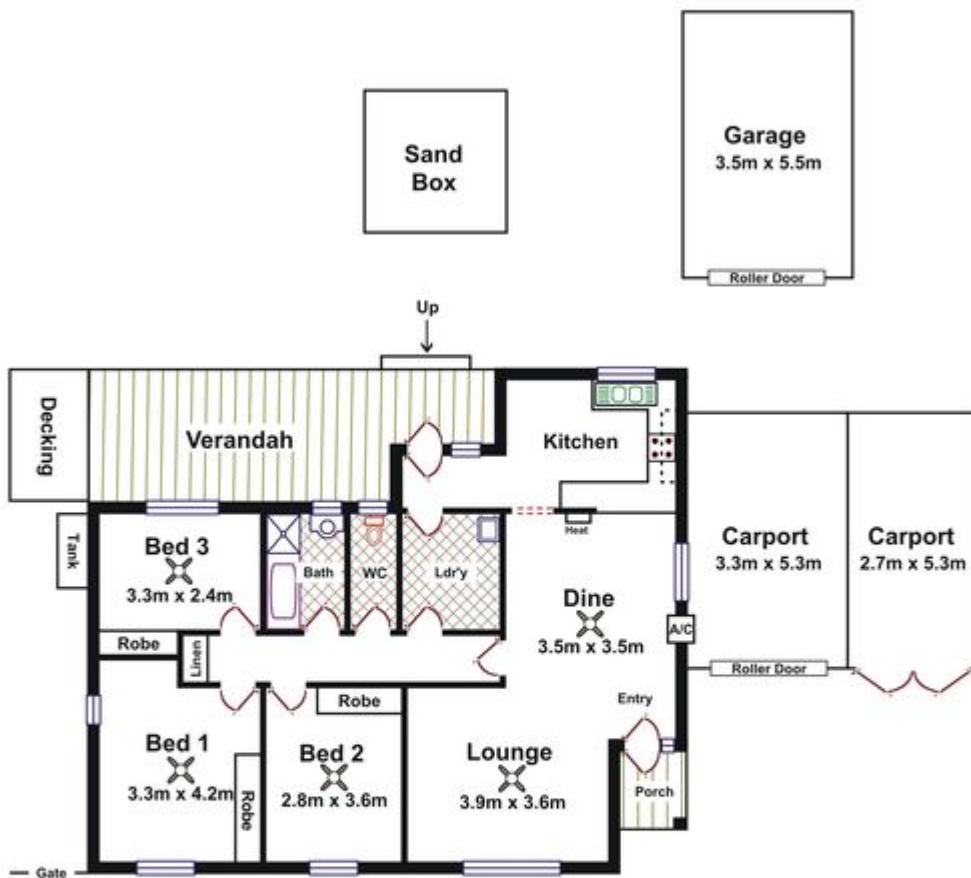 Garage
3.5m x 5.5m
Roller Door
Sand
Box
Up
Decking
Verandah
Kitchen
Tank
Bed 3
3.3m x 2.4m
Robe
Bath
WC
Ldr'y
Heat
Dine
3.5m x 3.5m
A/C
Carport
3.3m x 5.3m
Carport
2.7m x 5.3m
Roller Door
Linen
Entry
Bed 1
3.3m x 4.2m
Robe
Robe
Bed 2
2.8m x 3.6m
Lounge
3.9m x 3.6m
Porch
Gate